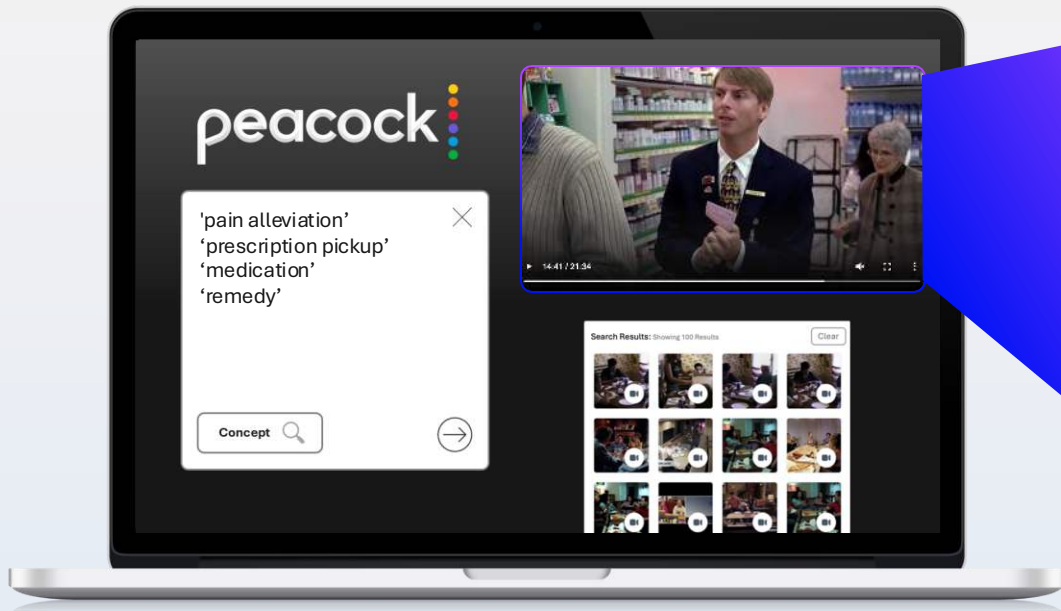 peacock
'pain alleviation’
‘prescription pickup’
‘medication’
‘remedy’
Concept
14:41 / 21:34
Search Results: Showing 100 Results
Clear